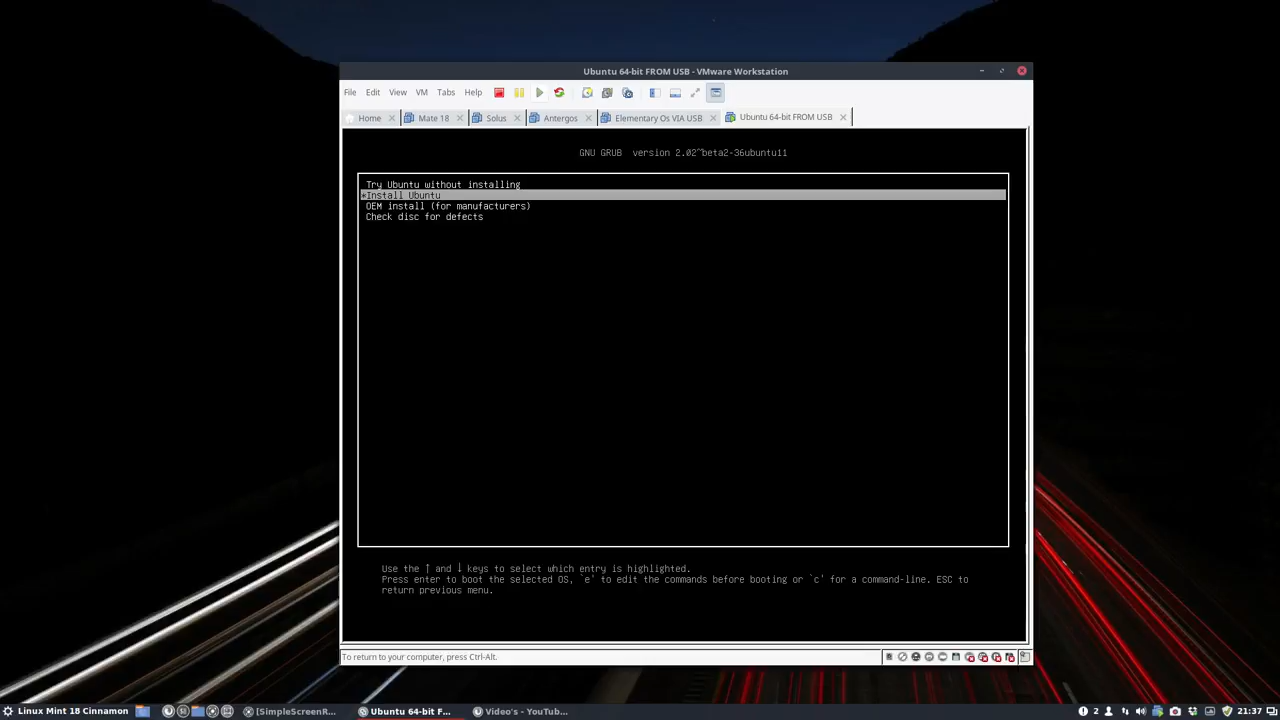 Ubuntu 64-bit FROM USB - VMware Workstation
File Edit View VM Tabs Help
Home Mate 18 Solus Antergos Elementary Os VIA USB Ubuntu 64-bit FROM USB
GNU GRUB version 2.02~beta2-36ubuntu11
Try Ubuntu without installing
*Install Ubuntu
OEM install (for manufacturers)
Check disc for defects
Use the ↑ and ↓ keys to select which entry is highlighted.
Press enter to boot the selected OS, `e' to edit the commands before booting or `c' for a command-line. ESC to
return previous menu.
To return to your computer, press Ctrl-Alt.
Linux Mint 18 Cinnamon [SimpleScreenR... Ubuntu 64-bit F... Video's - YouTub... 2 21:37